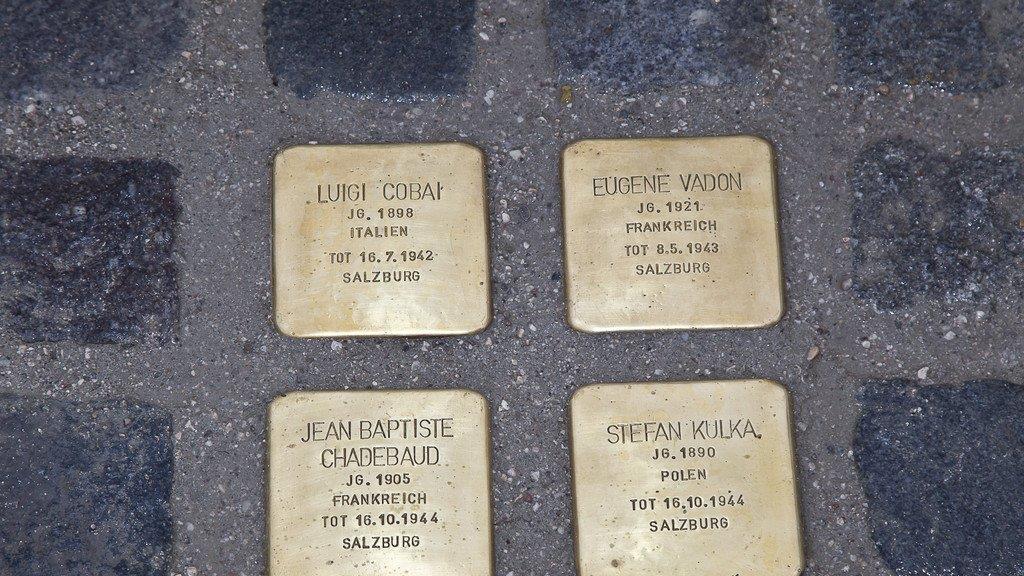 LUIGI COBAI
JG. 1898
ITALIEN
TOT 16.7.1942
SALZBURG
EUGENE VADON
JG. 1921
FRANKREICH
TOT 8.5.1943
SALZBURG
JEAN BAPTISTE
CHADEBAUD
JG. 1905
FRANKREICH
TOT 16.10.1944
SALZBURG
STEFAN KULKA
JG. 1890
POLEN
TOT 16.10.1944
SALZBURG